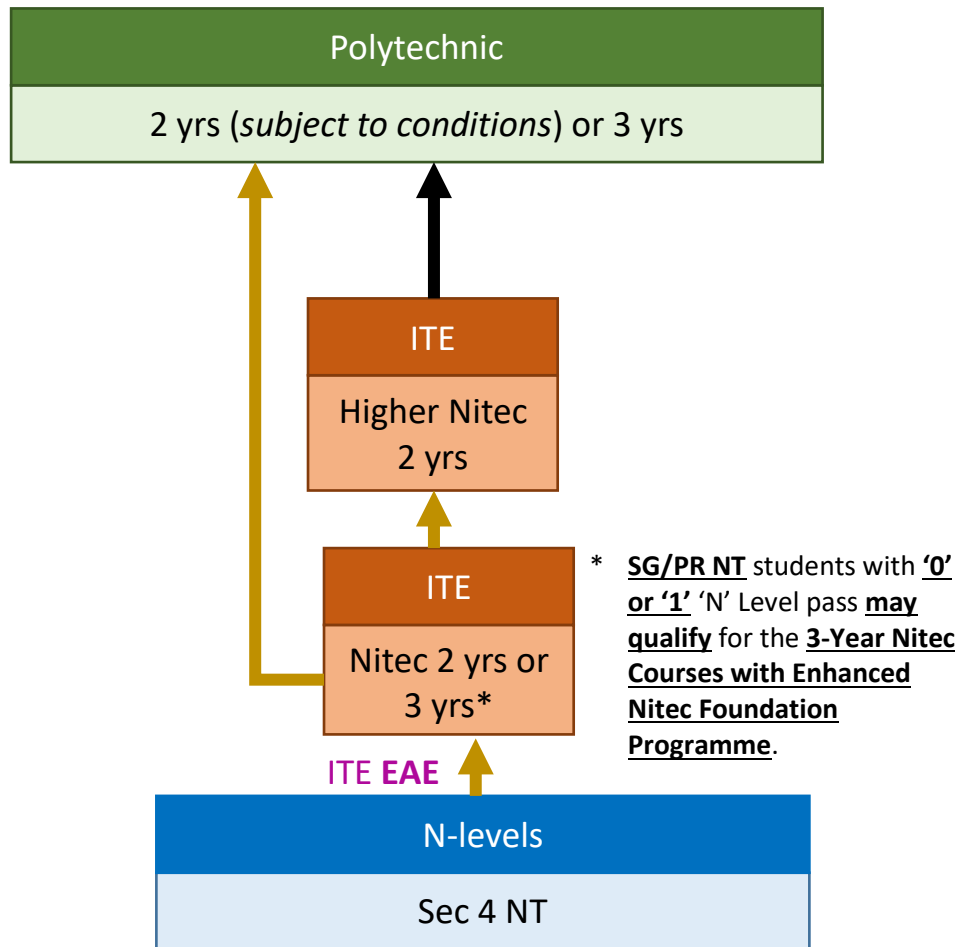 Polytechnic
2 yrs (subject to conditions) or 3 yrs
ITE
Higher Nitec
2 yrs
ITE
Nitec 2 yrs or
3 yrs*
* SG/PR NT students with ‘0’
or ‘1’ ‘N’ Level pass may
qualify for the 3-Year Nitec
Courses with Enhanced
Nitec Foundation
Programme.
ITE EAE
N-levels
Sec 4 NT